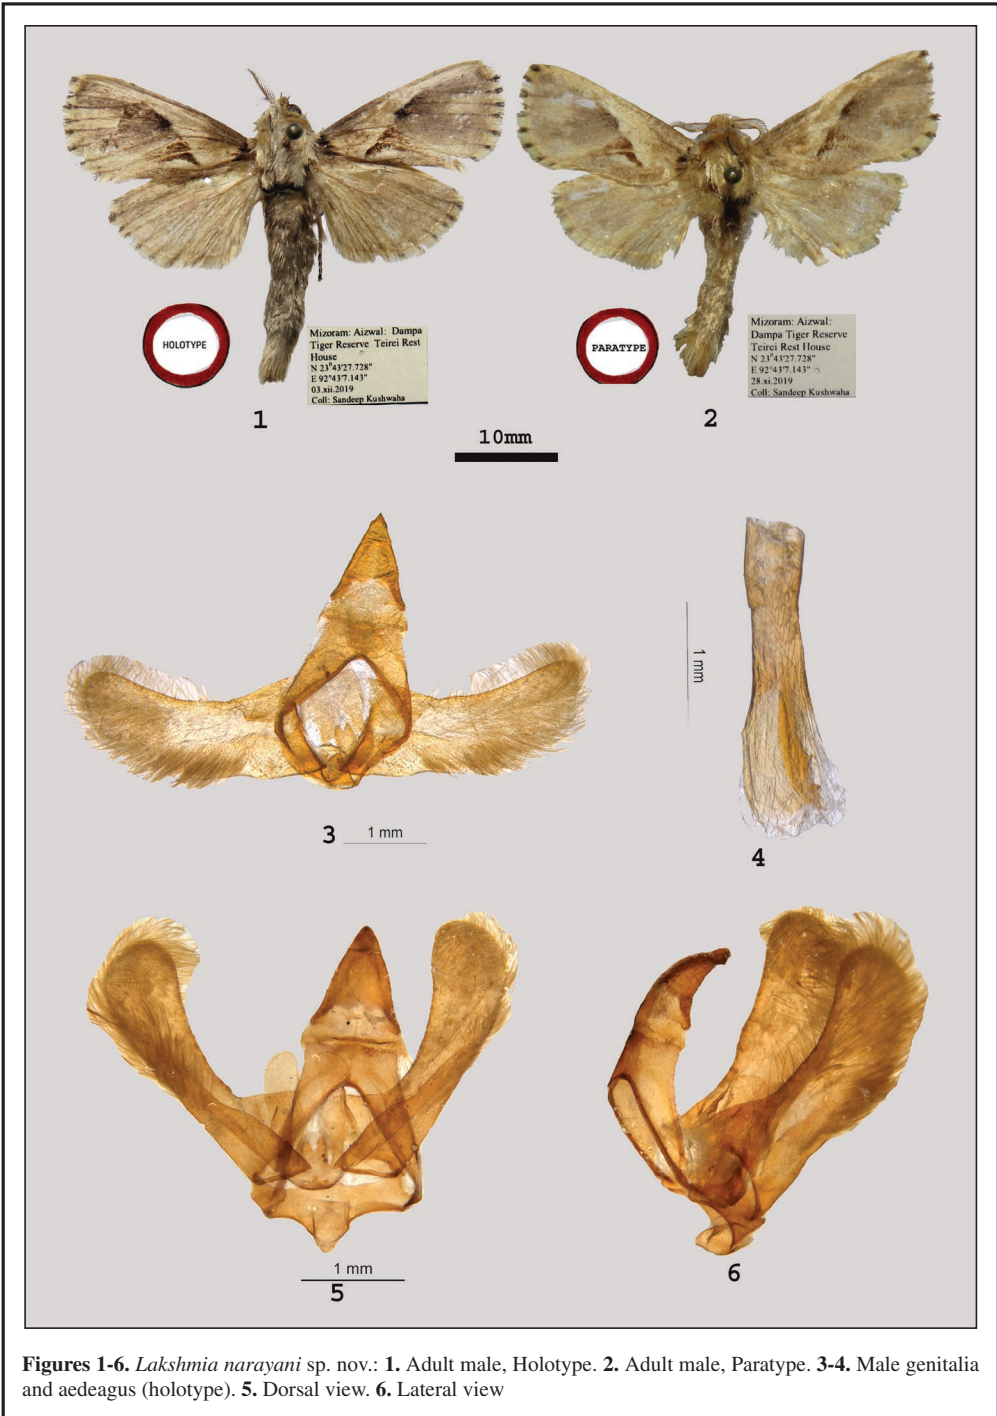 HOLOTYPE
Mizoram: Aizwal: Dampa
Tiger Reserve Teirei Rest
House
N 23⁰43'27.728"
E 92°43'7.143"
03.xii.2019
Coll: Sandeep Kushwaha
1
PARATYPE
Mizoram: Aizwal:
Dampa Tiger Reserve
Teirei Rest House
N 23°43'27.728"
E 92°43'7.143"
28.xi.2019
Coll: Sandeep Kushwaha
2
10mm
3
1 mm
1 mm
4
1 mm
5
6
Figures 1-6. Lakshmia narayani sp. nov.: 1. Adult male, Holotype. 2. Adult male, Paratype. 3-4. Male genitalia
and aedeagus (holotype). 5. Dorsal view. 6. Lateral view